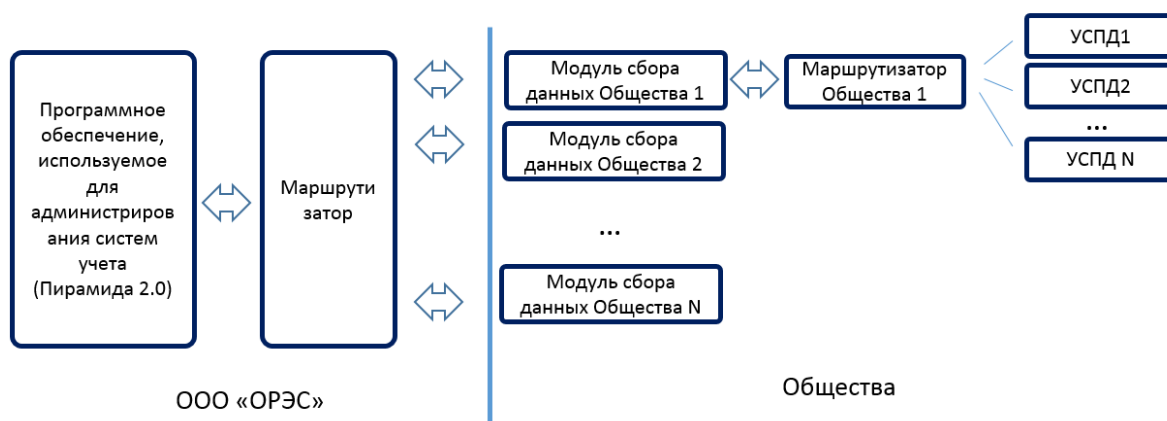 Программное
обеспечение,
используемое
для
администриров
ания систем
учета
(Пирамида 2.0)
Маршрути
затор
Модуль сбора
данных Общества 1
Модуль сбора
данных Общества 2
...
Модуль сбора
данных Общества N
Маршрутизатор
Общества 1
УСПД1
УСПД2
...
УСПД N
ООО «ОРЭС»
Общества